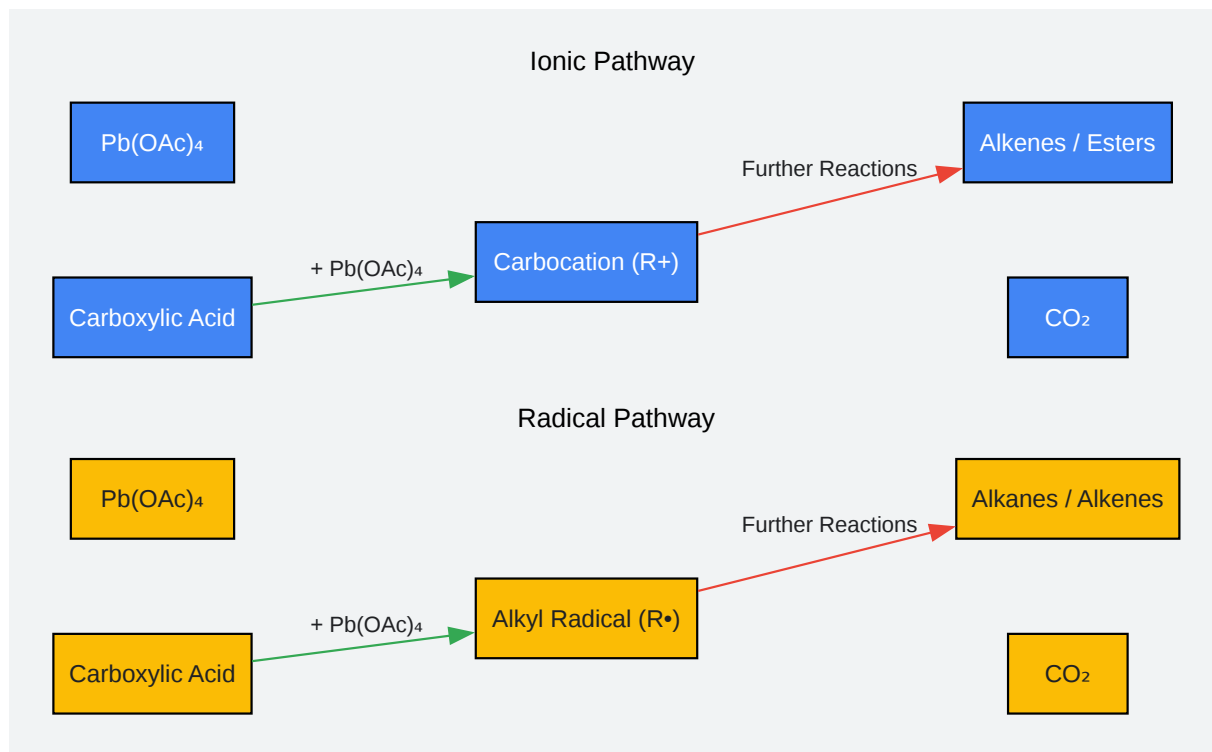 Ionic Pathway
Pb(OAc)₄
Alkenes / Esters
Further Reactions
Carbocation (R+)
+ Pb(OAc)₄
Carboxylic Acid
CO₂
Radical Pathway
Pb(OAc)₄
Alkanes / Alkenes
Further Reactions
Alkyl Radical (R•)
+ Pb(OAc)₄
Carboxylic Acid
CO₂